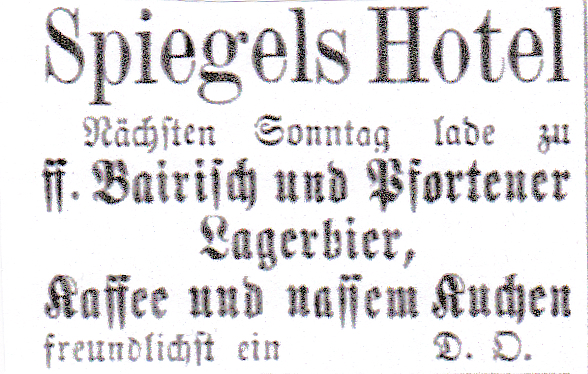 Spiegels Hotel
Nächsten Sonntag lade zu
ff. Bairisch und Pfortener
Lagerbier,
Kaffee und nassem Kuchen
freundlichst ein D. O.